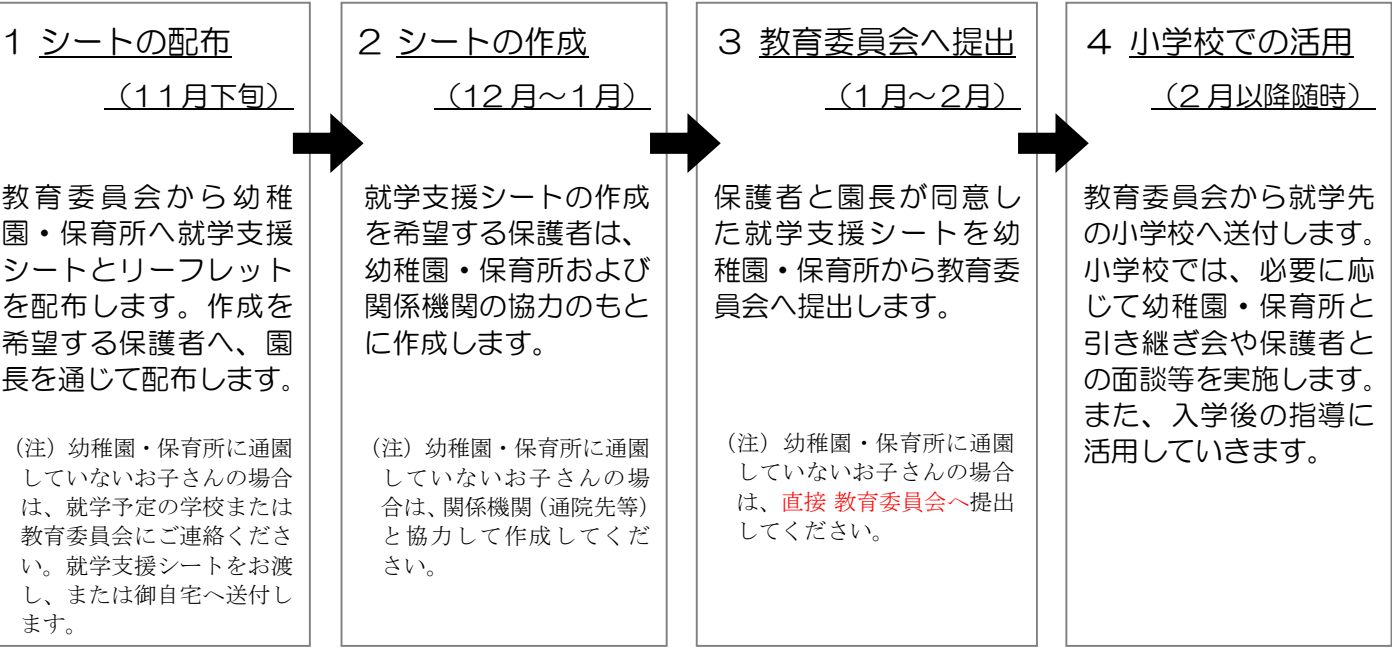 1 シートの配布
（11月下旬）
教育委員会から幼稚
園・保育所へ就学支援
シートとリーフレット
を配布します。作成を
希望する保護者へ、園
長を通じて配布します。
（注）幼稚園・保育所に通園
していないお子さんの場合
は、就学予定の学校または
教育委員会にご連絡くださ
い。就学支援シートをお渡
し、または御自宅へ送付し
ます。
2 シートの作成
（12月～1月）
就学支援シートの作成
を希望する保護者は、
幼稚園・保育所および
関係機関の協力のもと
に作成します。
（注）幼稚園・保育所に通園
していないお子さんの場
合は、関係機関（通院先等）
と協力して作成してくだ
さい。
3 教育委員会へ提出
（1月～2月）
保護者と園長が同意し
た就学支援シートを幼
稚園・保育所から教育委
員会へ提出します。
（注）幼稚園・保育所に通園
していないお子さんの場合
は、直接 教育委員会へ提出
してください。
4 小学校での活用
（2月以降随時）
教育委員会から就学先
の小学校へ送付します。
小学校では、必要に応
じて幼稚園・保育所と
引き継ぎ会や保護者と
の面談等を実施します。
また、入学後の指導に
活用していきます。